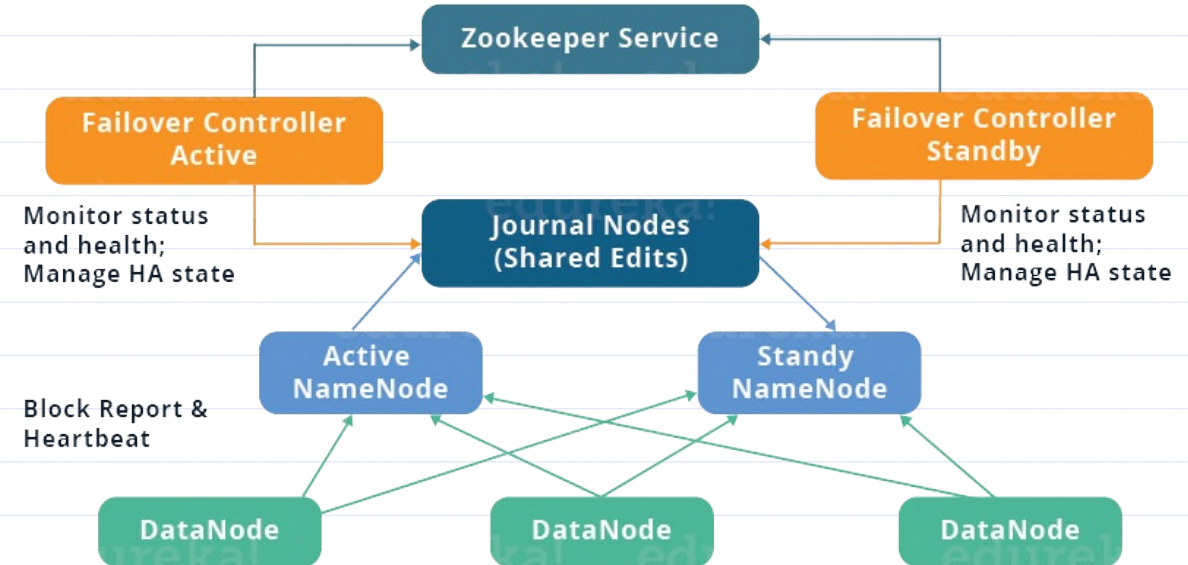 Zookeeper Service
Failover Controller
Active
Failover Controller
Standby
Monitor status
and health;
Manage HA state
Journal Nodes
(Shared Edits)
Monitor status
and health;
Manage HA state
Active
NameNode
Standy
NameNode
Block Report &
Heartbeat
DataNode
DataNode
DataNode
edureka!